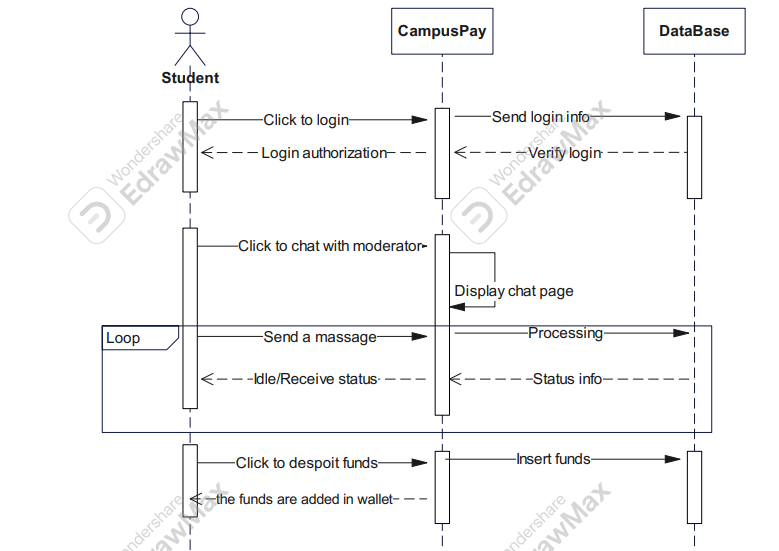 CampusPay
DataBase
Student
Click to login
Send login info
Login authorization
Verify login
Wondershare
EdrawMax
Wondershare
EdrawMax
Click to chat with moderator
Display chat page
Loop
Send a massage
Processing
Idle/Receive status
Status info
Click to despoit funds
Insert funds
the funds are added in wallet
Wondershare
EdrawMax
Wondershare
EdrawMax